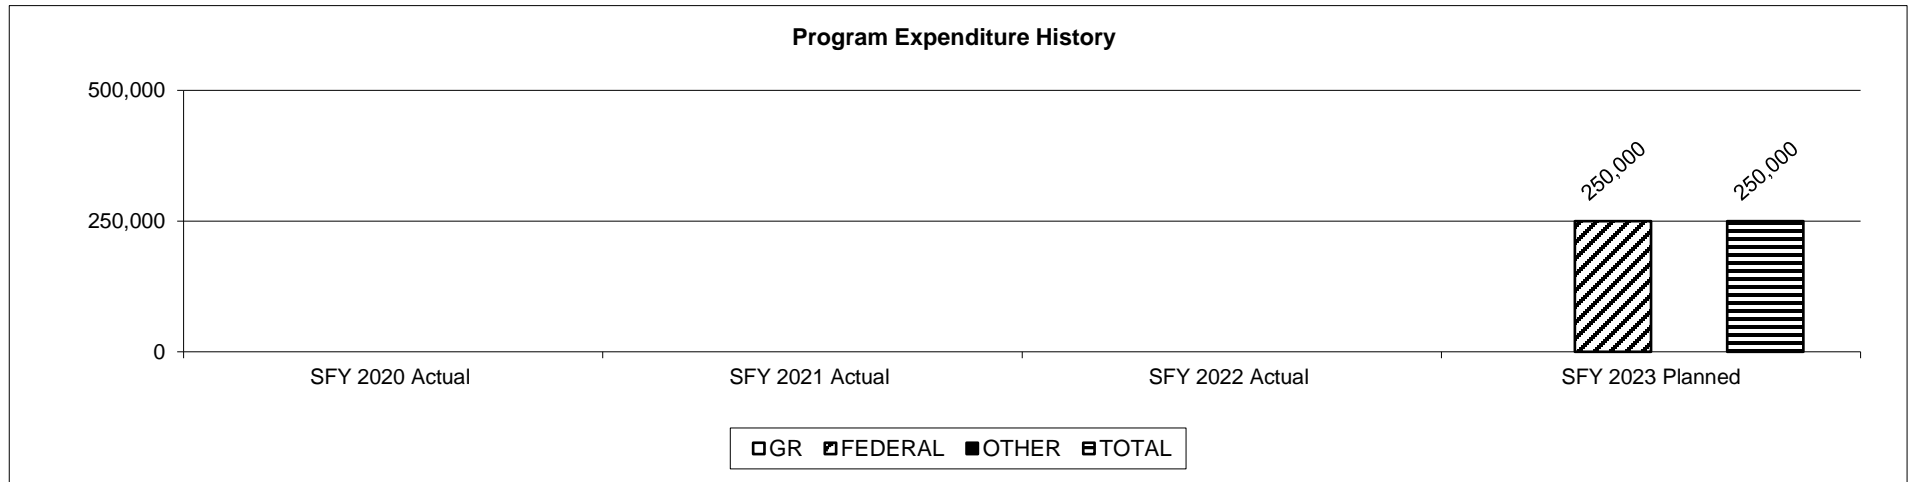 Program Expenditure History
500,000
250,000
0
250,000
250,000
SFY 2020 Actual
SFY 2021 Actual
SFY 2022 Actual
SFY 2023 Planned
GR FEDERAL OTHER TOTAL